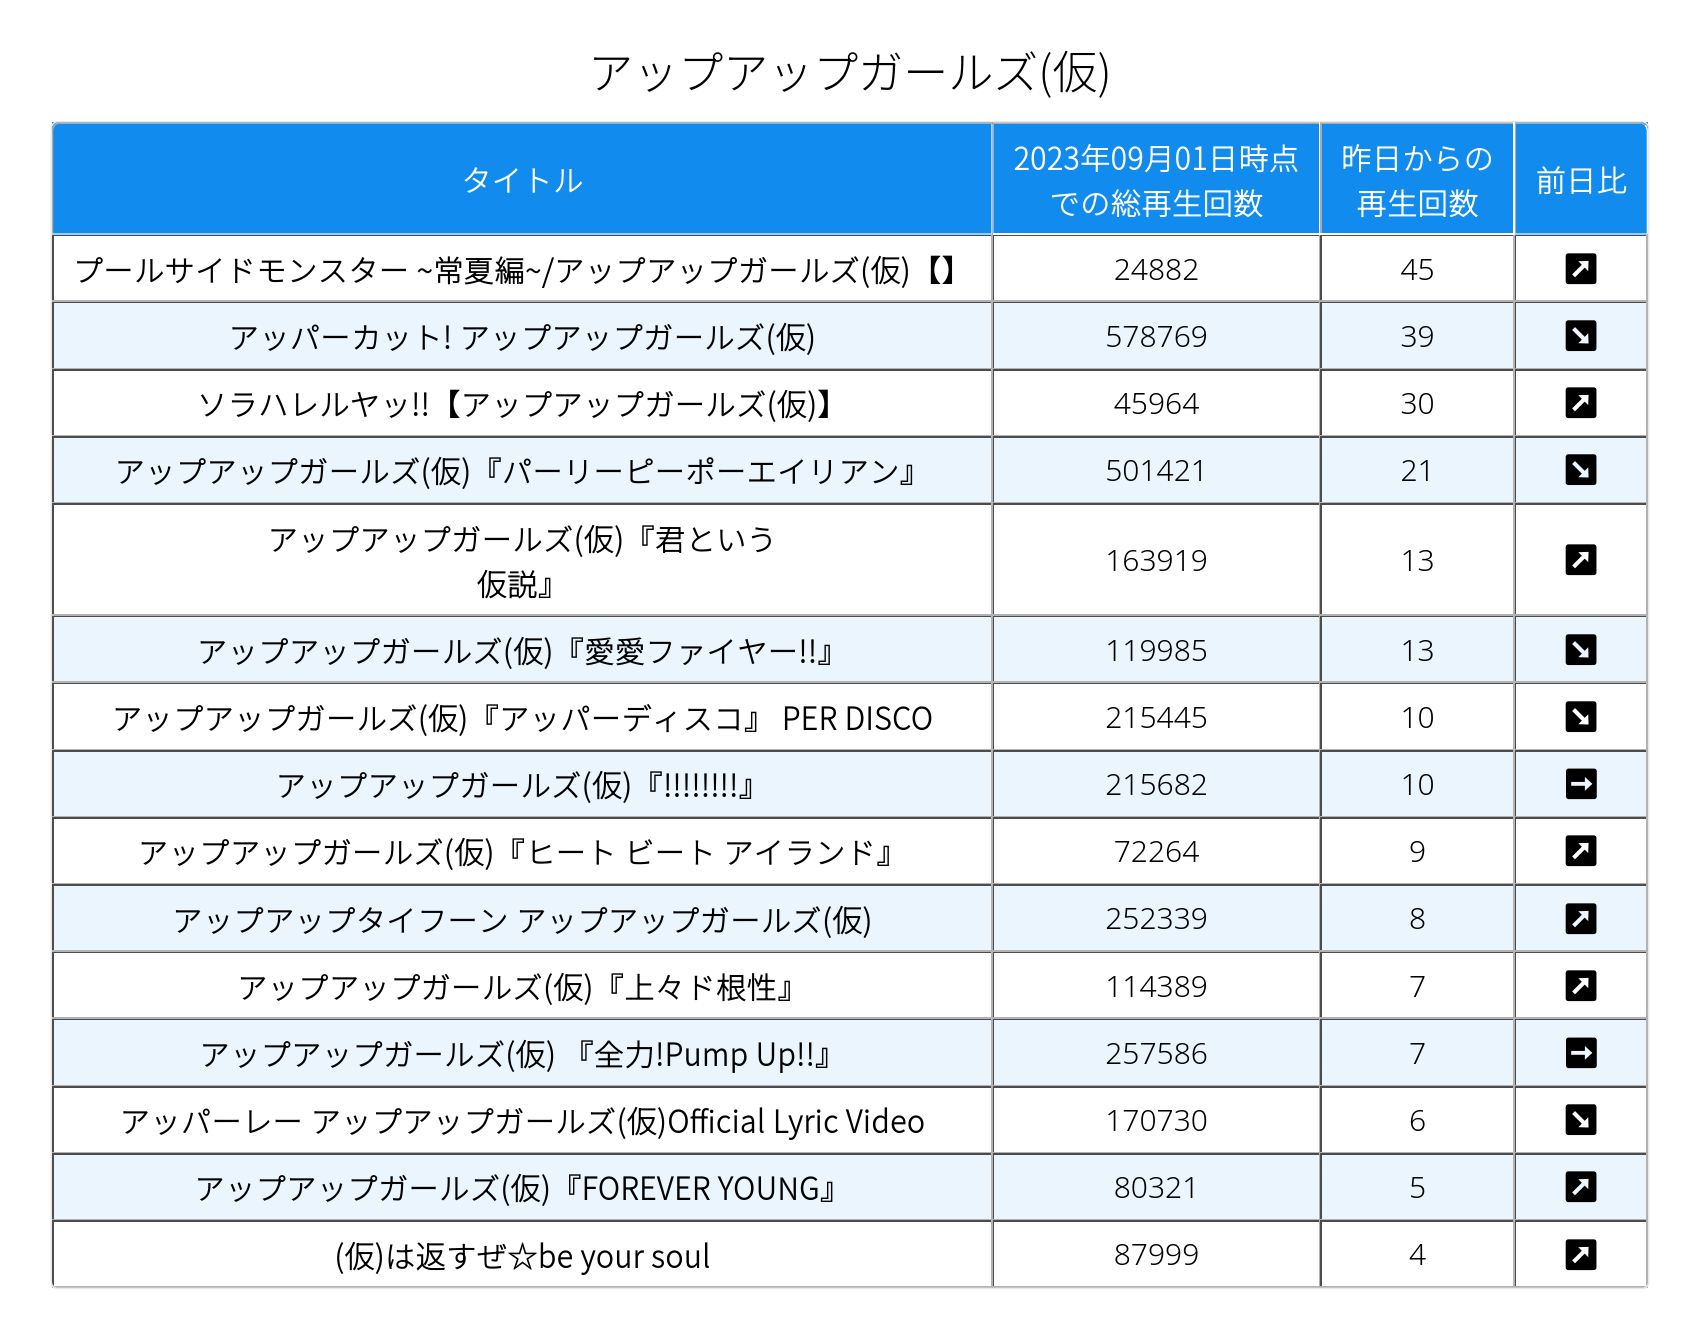 アップアップガールズ(仮)
タイトル 2023年09月01日時点での総再生回数 昨日からの再生回数 前日比
プールサイドモンスター ~常夏編~/アップアップガールズ(仮)【】 24882 45 ↗
アッパーカット! アップアップガールズ(仮) 578769 39 ↘
ソラハレルヤッ!!【アップアップガールズ(仮)】 45964 30 ↗
アップアップガールズ(仮)『パーリーピーポーエイリアン』 501421 21 ↘
アップアップガールズ(仮)『君という
仮説』 163919 13 ↗
アップアップガールズ(仮)『愛愛ファイヤー!!』 119985 13 ↘
アップアップガールズ(仮)『アッパーディスコ』 PER DISCO 215445 10 ↘
アップアップガールズ(仮)『!!!!!!!!』 215682 10 →
アップアップガールズ(仮)『ヒート ビート アイランド』 72264 9 ↗
アップアップタイフーン アップアップガールズ(仮) 252339 8 ↗
アップアップガールズ(仮)『上々ド根性』 114389 7 ↗
アップアップガールズ(仮) 『全力!Pump Up!!』 257586 7 →
アッパーレー アップアップガールズ(仮)Official Lyric Video 170730 6 ↘
アップアップガールズ(仮)『FOREVER YOUNG』 80321 5 ↗
(仮)は返すぜ☆be your soul 87999 4 ↗